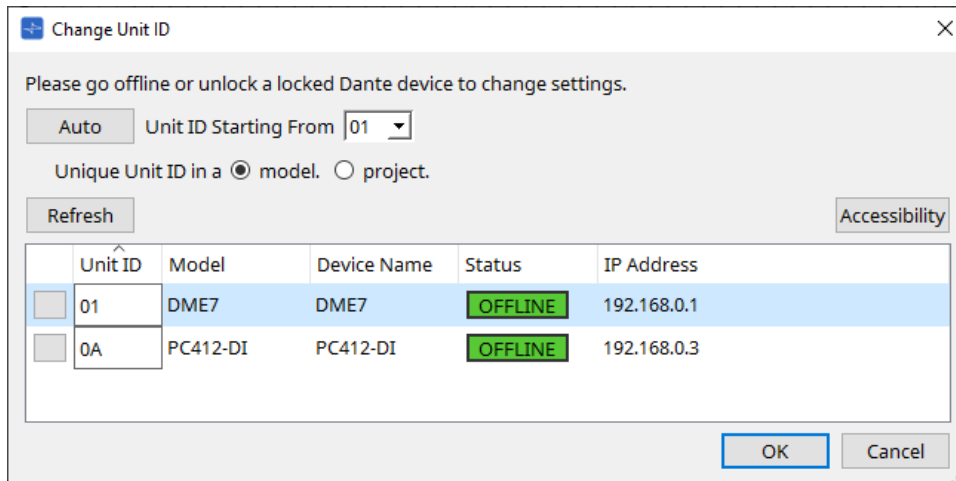 Change Unit ID
Please go offline or unlock a locked Dante device to change settings.
Auto Unit ID Starting From 01
Unique Unit ID in a model. project.
Refresh Accessibility
Unit ID Model Device Name Status IP Address
01 DME7 DME7 OFFLINE 192.168.0.1
0A PC412-DI PC412-DI OFFLINE 192.168.0.3
OK Cancel